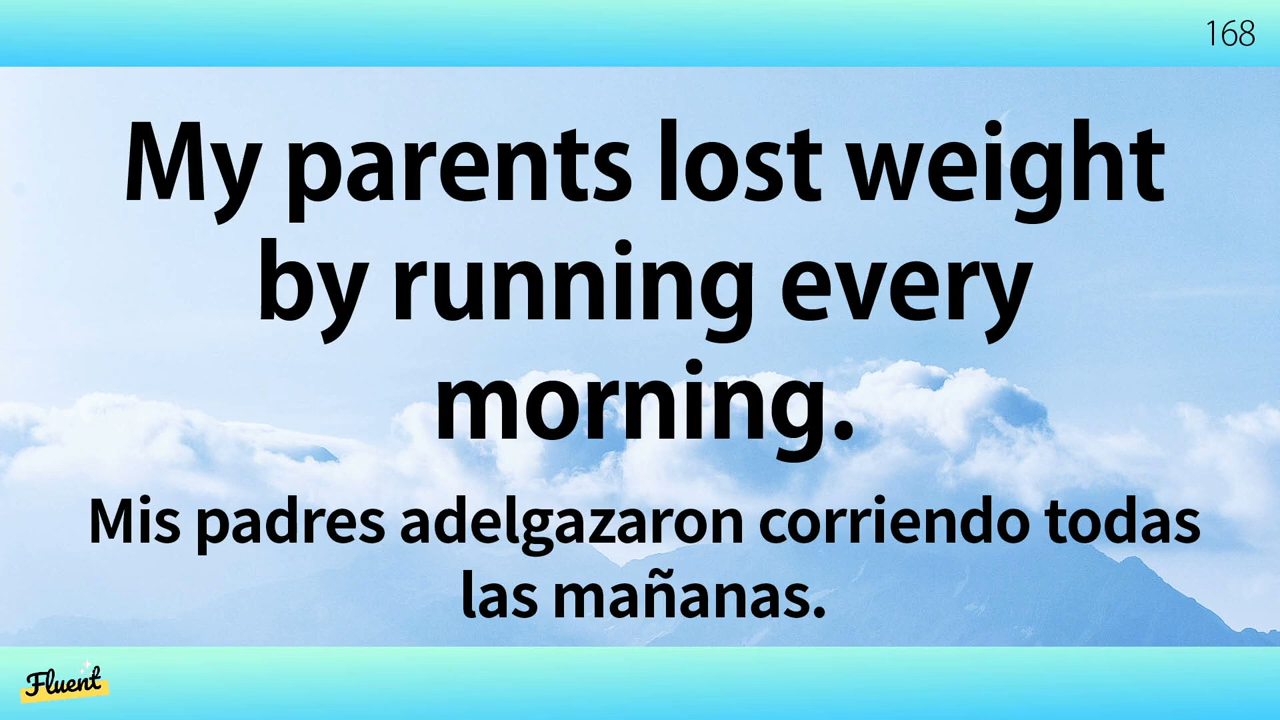 168
My parents lost weight
by running every
morning.
Mis padres adelgazaron corriendo todas
las mañanas.
Fluent